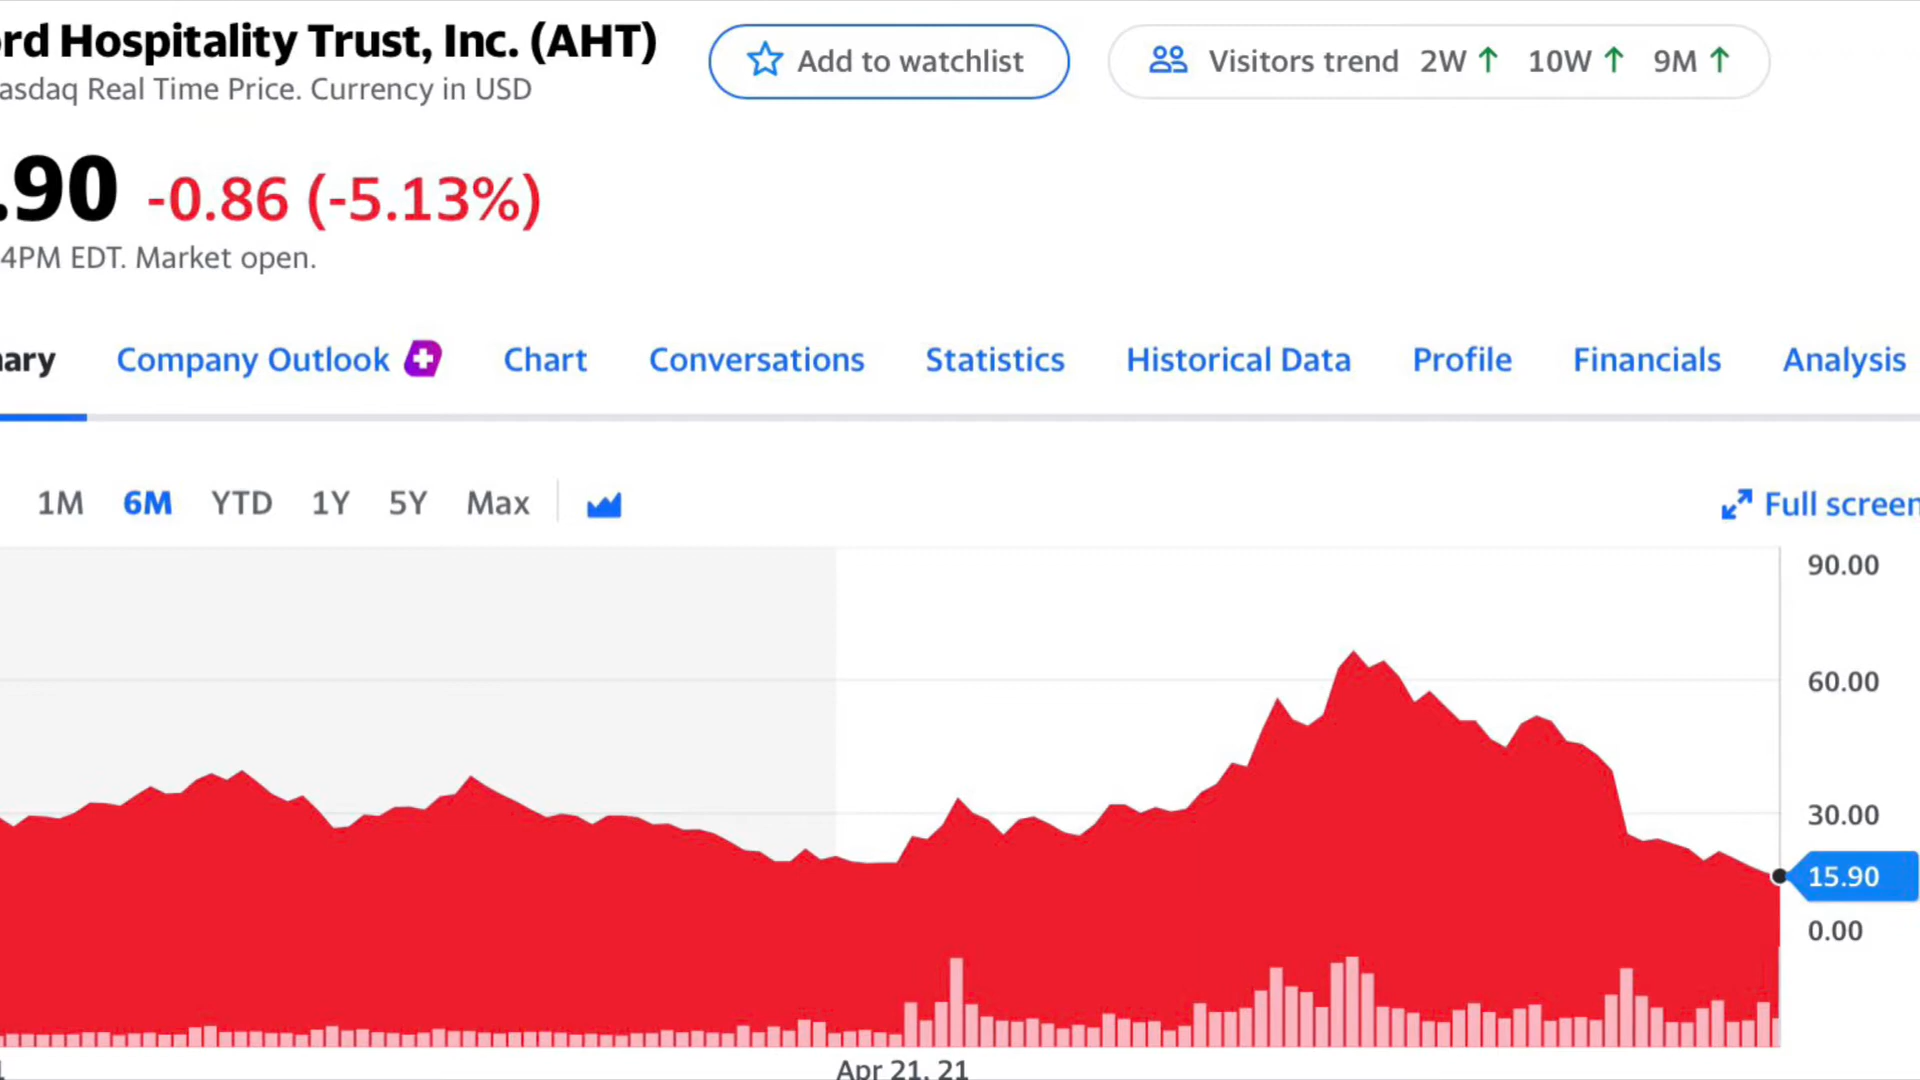 rd Hospitality Trust, Inc. (AHT)
asdaq Real Time Price. Currency in USD
Add to watchlist
Visitors trend 2W ↑ 10W ↑ 9M ↑
.90 -0.86 (-5.13%)
4PM EDT. Market open.
ary Company Outlook Chart Conversations Statistics Historical Data Profile Financials Analysis
1M 6M YTD 1Y 5Y Max
Full screen
90.00
60.00
30.00
15.90
0.00
Apr 21, 21